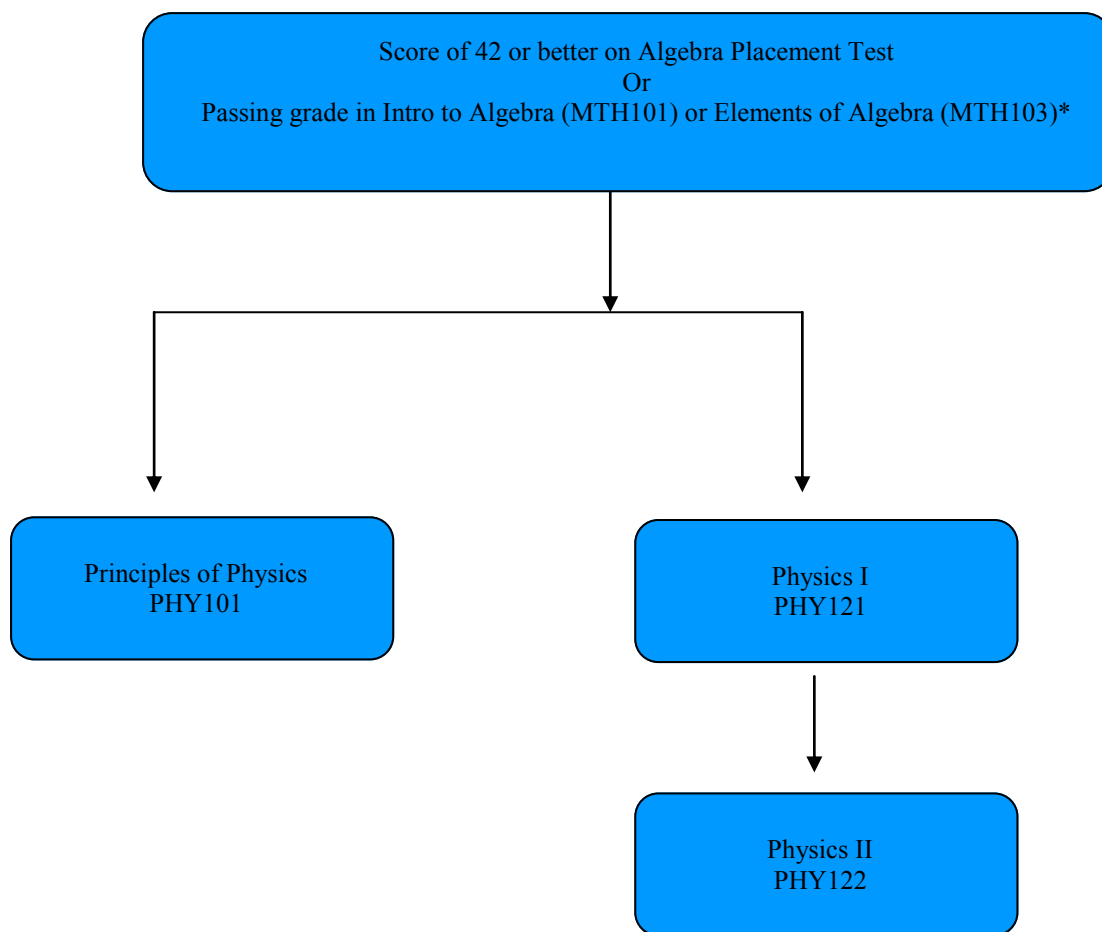 Score of 42 or better on Algebra Placement Test
Or
Passing grade in Intro to Algebra (MTH101) or Elements of Algebra (MTH103)*
Principles of Physics
PHY101
Physics I
PHY121
Physics II
PHY122